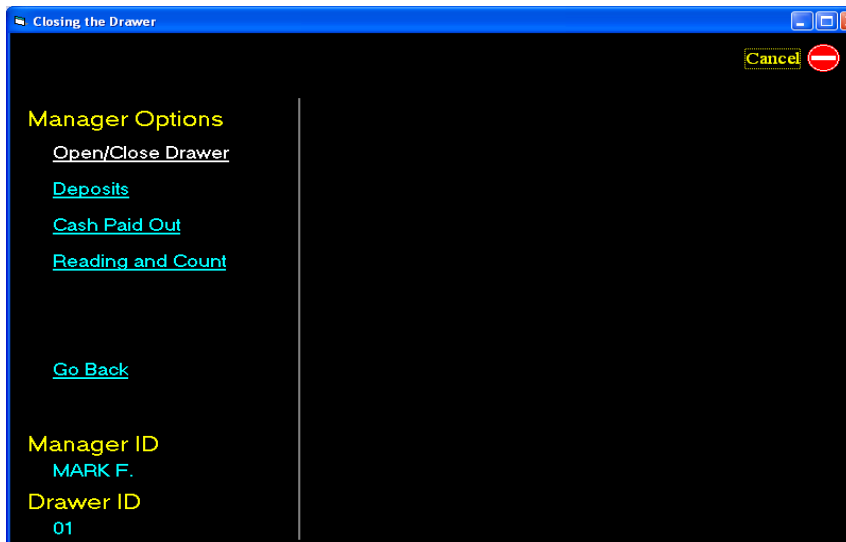 Closing the Drawer
Cancel
Manager Options
Open/Close Drawer
Deposits
Cash Paid Out
Reading and Count
Go Back
Manager ID
MARK F.
Drawer ID
01